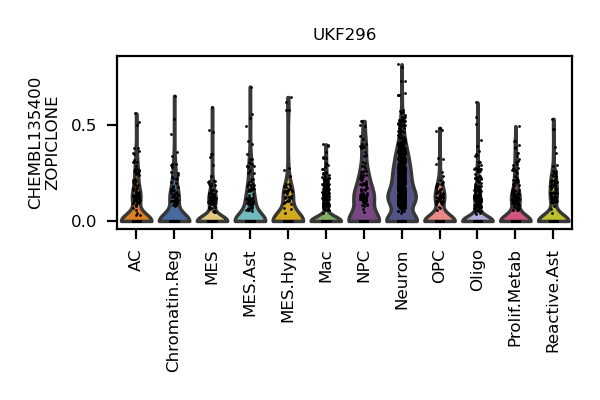 UKF296
CHEMBL135400
ZOPICLONE
0.5
0.0
AC
Chromatin.Reg
MES
MES.Ast
MES.Hyp
Mac
NPC
Neuron
OPC
Oligo
Prolif.Metab
Reactive.Ast